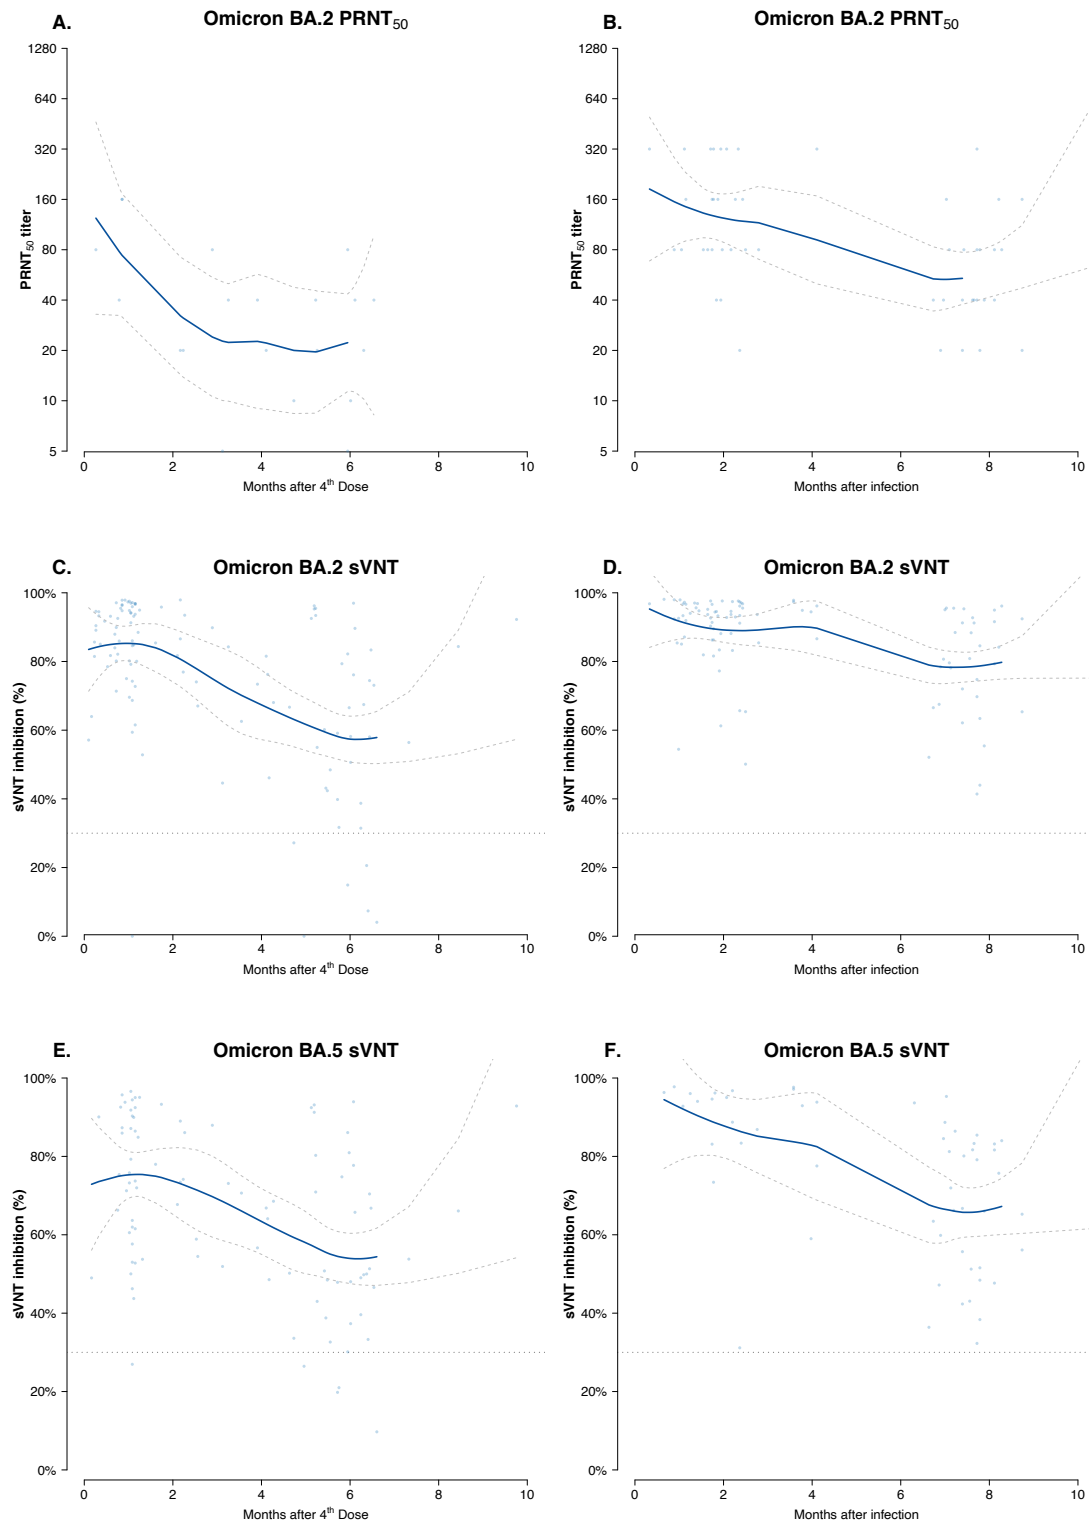 A. Omicron BA.2 PRNT50
1280
640
320
160
80
40
20
10
5
PRNT50 titer
0 2 4 6 8 10
Months after 4th Dose
B. Omicron BA.2 PRNT50
1280
640
320
160
80
40
20
10
5
PRNT50 titer
0 2 4 6 8 10
Months after infection
C. Omicron BA.2 sVNT
100%
80%
60%
40%
20%
0%
sVNT inhibition (%)
0 2 4 6 8 10
Months after 4th Dose
D. Omicron BA.2 sVNT
100%
80%
60%
40%
20%
0%
sVNT inhibition (%)
0 2 4 6 8 10
Months after infection
E. Omicron BA.5 sVNT
100%
80%
60%
40%
20%
0%
sVNT inhibition (%)
0 2 4 6 8 10
Months after 4th Dose
F. Omicron BA.5 sVNT
100%
80%
60%
40%
20%
0%
sVNT inhibition (%)
0 2 4 6 8 10
Months after infection